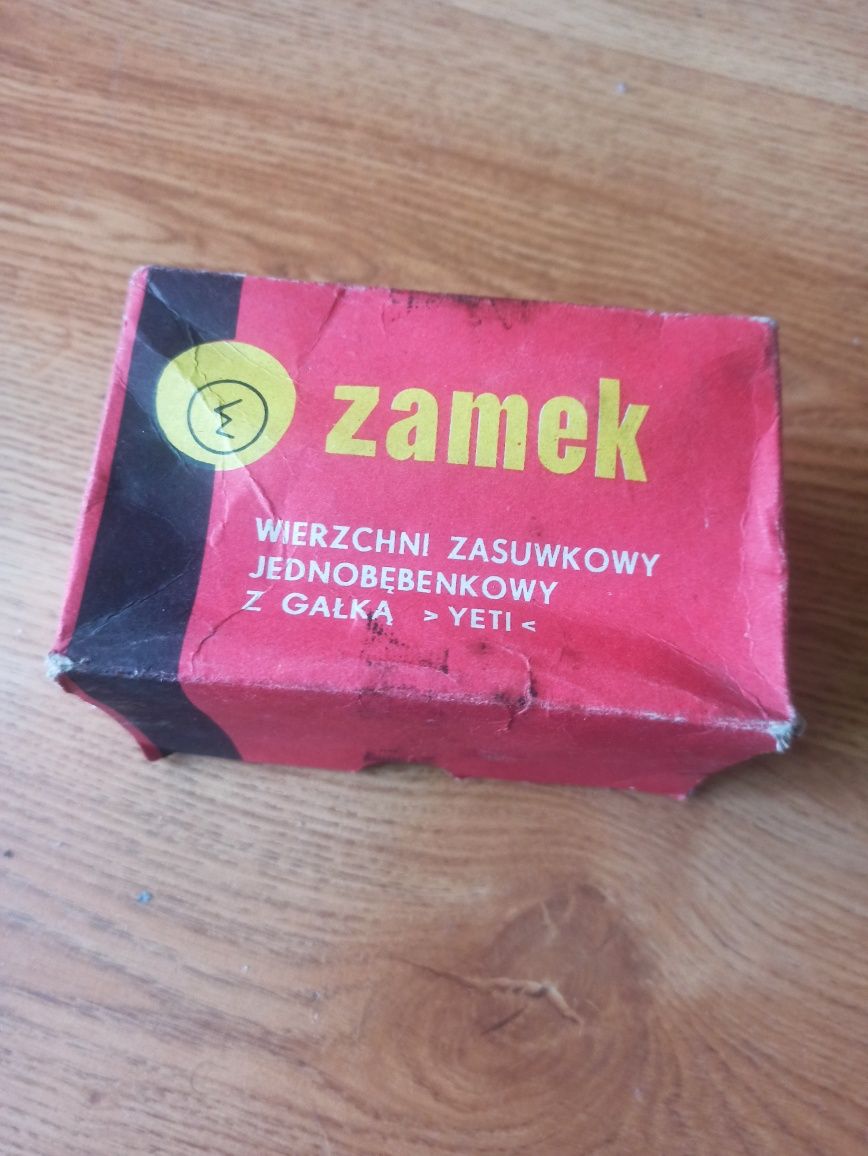 zamek
WIERZCHNI ZASUWKOWY
JEDNOBĘBENKOWY
Z GAŁKĄ >YETI<